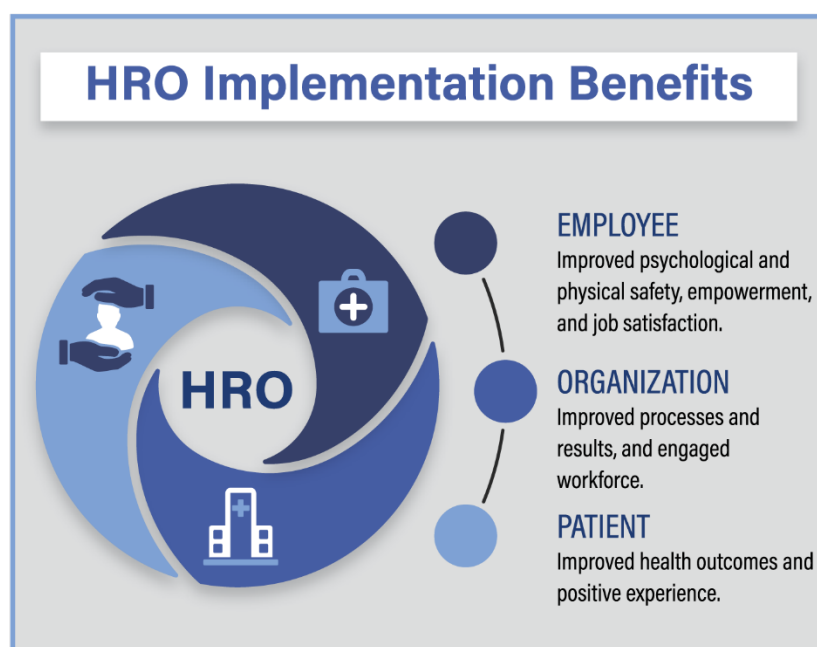 HRO Implementation Benefits
HRO
EMPLOYEE
Improved psychological and
physical safety, empowerment,
and job satisfaction.
ORGANIZATION
Improved processes and
results, and engaged
workforce.
PATIENT
Improved health outcomes and
positive experience.